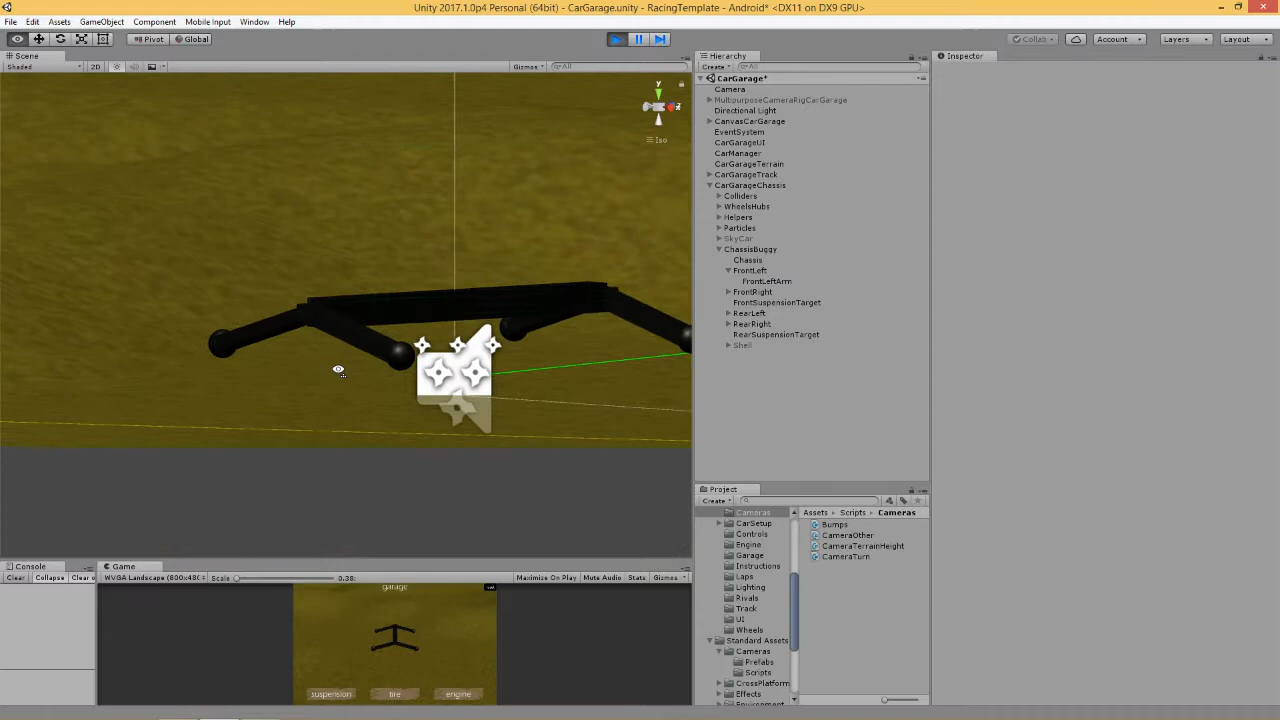 Unity 2017.1.0p4 Personal (64bit) - CarGarage.unity - RacingTemplate - Android* <DX11 on DX9 GPU>
File Edit Assets GameObject Component Mobile Input Window Help
Pivot Global Collab Account Layers Layout
Scene
Shaded 2D Gizmos All
y
Iso
Hierarchy
Create All
CarGarage*
Camera
MultipurposeCameraRigCarGarage
Directional Light
CanvasCarGarage
EventSystem
CarGarageUI
CarManager
CarGarageTerrain
CarGarageTrack
CarGarageChassis
Colliders
WheelsHubs
Helpers
Particles
SkyCar
ChassisBuggy
Chassis
FrontLeft
FrontLeftArm
FrontRight
FrontSuspensionTarget
RearLeft
RearRight
RearSuspensionTarget
Shell
Inspector
Project
Create
Cameras
CarSetup
Controls
Engine
Garage
Instructions
Laps
Lighting
Rivals
Track
UI
Wheels
Standard Assets
Cameras
Prefabs
Scripts
CrossPlatform
Effects
Environment
Assets Scripts Cameras
Bumps
CameraOther
CameraTerrainHeight
CameraTurn
Console
Clear Collapse Clear o
Game
WVGA Landscape (800x480 Scale 0.38: Maximize On Play Mute Audio Stats Gizmos
garage
suspension tire engine